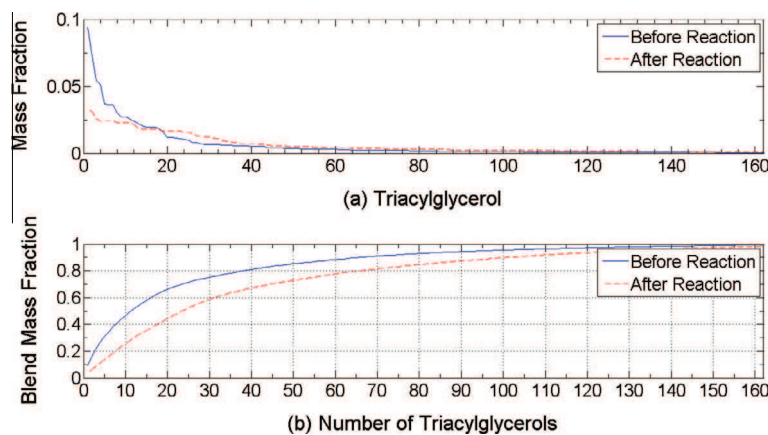 0.1
0.05
0
Mass Fraction
Before Reaction
After Reaction
0 20 40 60 80 100 120 140 160
(a) Triacylglycerol
1
0.8
0.6
0.4
0.2
0
Blend Mass Fraction
Before Reaction
After Reaction
0 10 20 30 40 50 60 70 80 90 100 110 120 130 140 150 160
(b) Number of Triacylglycerols